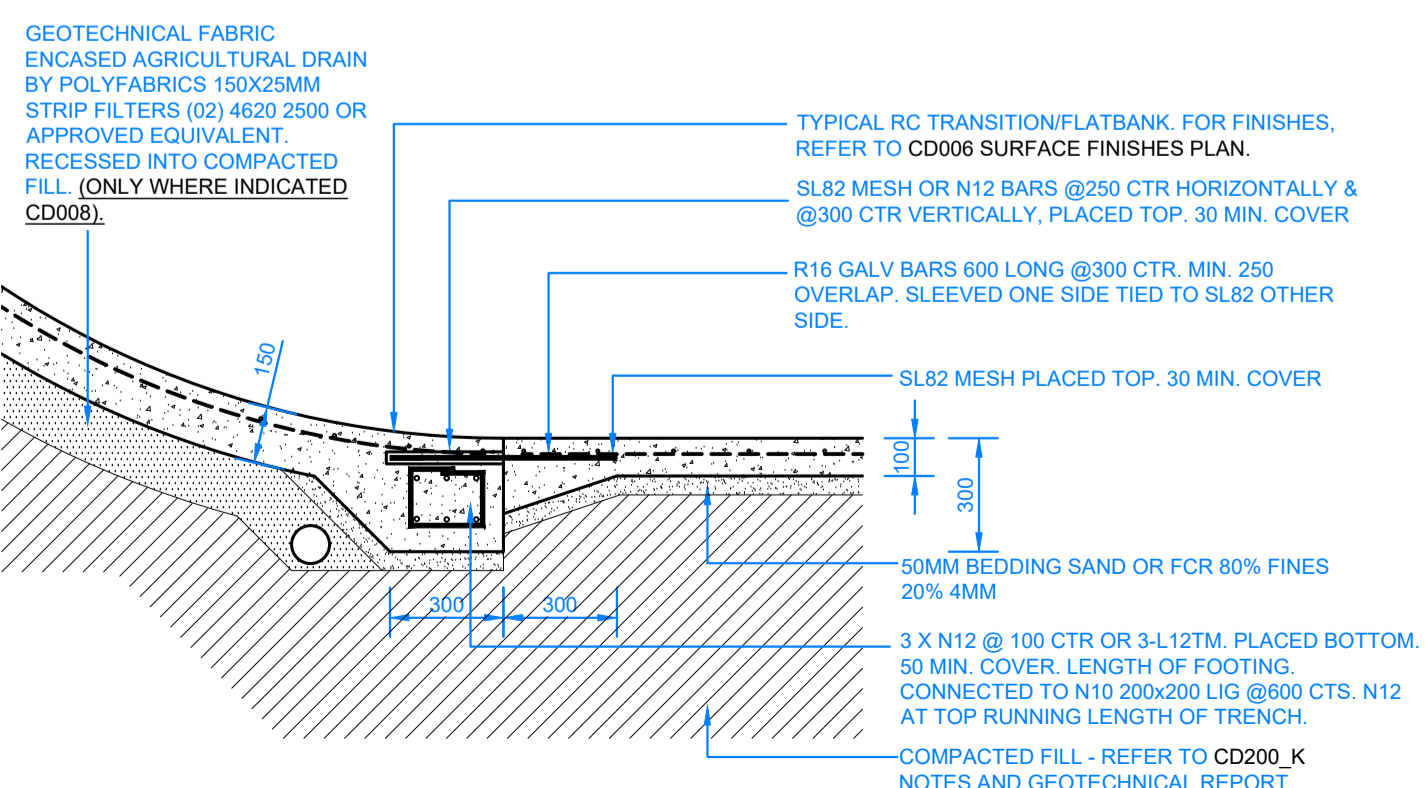 GEOTECHNICAL FABRIC
ENCASED AGRICULTURAL DRAIN
BY POLYFABRICS 150X25MM
STRIP FILTERS (02) 4620 2500 OR
APPROVED EQUIVALENT.
RECESSED INTO COMPACTED
FILL. (ONLY WHERE INDICATED
CD008).
TYPICAL RC TRANSITION/FLATBANK. FOR FINISHES,
REFER TO CD006 SURFACE FINISHES PLAN.
SL82 MESH OR N12 BARS @250 CTR HORIZONTALLY &
@300 CTR VERTICALLY, PLACED TOP. 30 MIN. COVER
R16 GALV BARS 600 LONG @300 CTR. MIN. 250
OVERLAP. SLEEVED ONE SIDE TIED TO SL82 OTHER
SIDE.
SL82 MESH PLACED TOP. 30 MIN. COVER
150
100
300
300
300
50MM BEDDING SAND OR FCR 80% FINES
20% 4MM
3 X N12 @ 100 CTR OR 3-L12TM. PLACED BOTTOM.
50 MIN. COVER. LENGTH OF FOOTING.
CONNECTED TO N10 200x200 LIG @600 CTS. N12
AT TOP RUNNING LENGTH OF TRENCH.
COMPACTED FILL - REFER TO CD200_K
NOTES AND GEOTECHNICAL REPORT